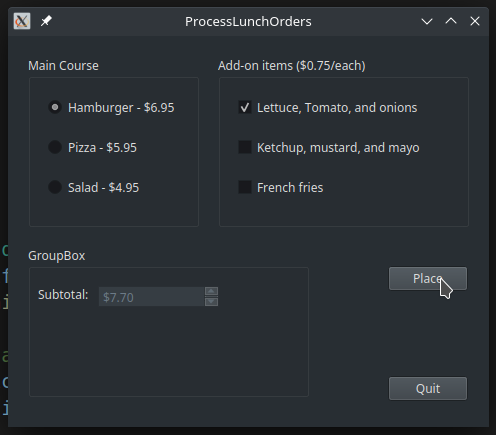 ProcessLunchOrders
Main Course
Hamburger - $6.95
Pizza - $5.95
Salad - $4.95
Add-on items ($0.75/each)
Lettuce, Tomato, and onions
Ketchup, mustard, and mayo
French fries
GroupBox
Subtotal: $7.70
Place
Quit